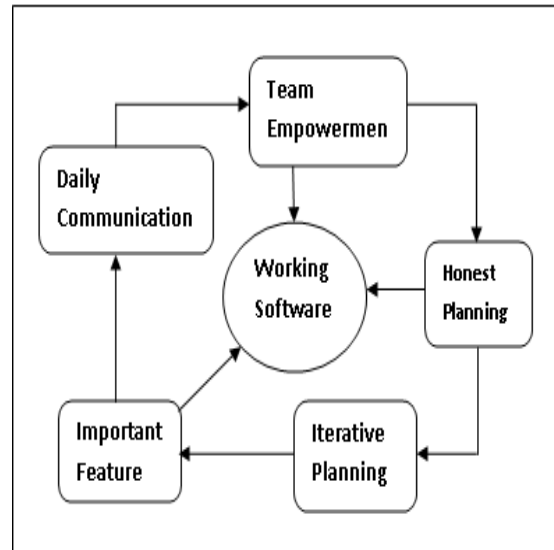 Team
Empowermen
Daily
Communication
Working
Software
Honest
Planning
Important
Feature
Iterative
Planning